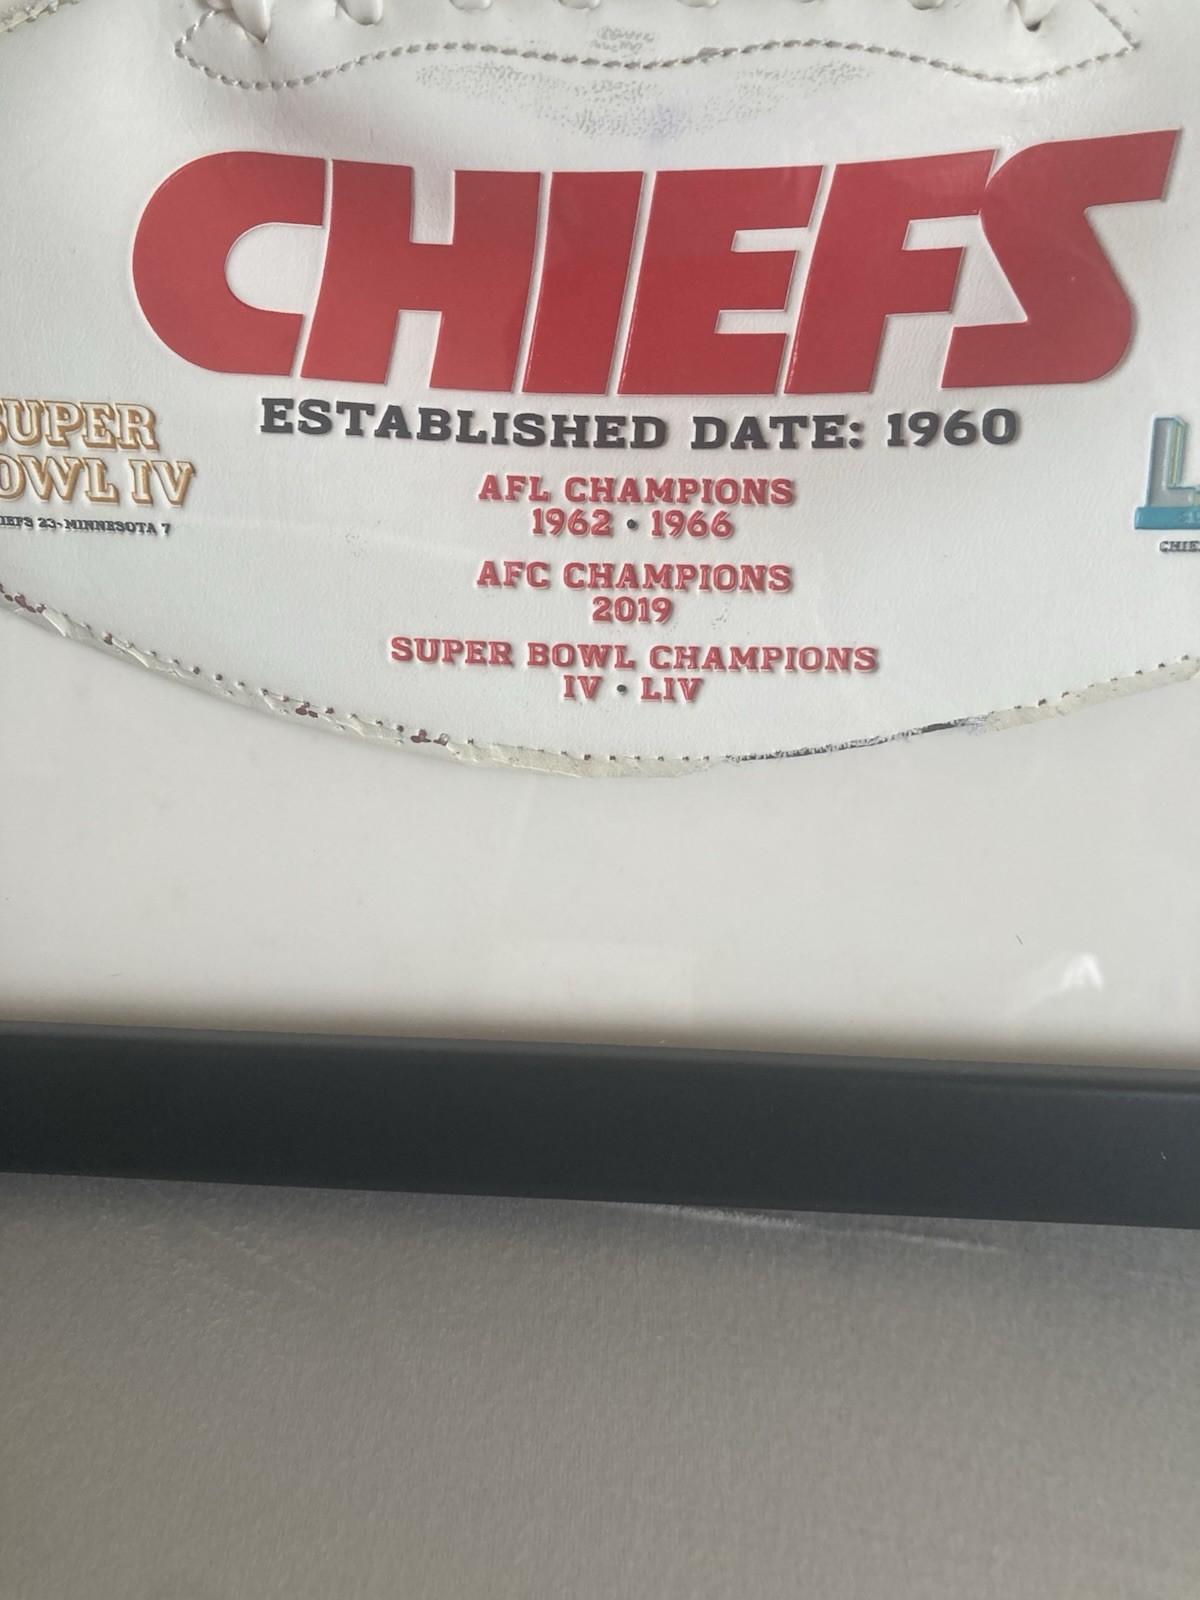 CHIEFS
ESTABLISHED DATE: 1960
AFL CHAMPIONS
1962 • 1966
AFC CHAMPIONS
2019
SUPER BOWL CHAMPIONS
IV • LIV
SUPER
OWL IV
IEFS 23-MINNESOTA 7
L
CHIE